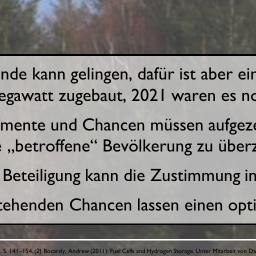 nde kann gelingen, dafür ist aber ein
egawatt zugebaut, 2021 waren es no
mente und Chancen müssen aufgeze
„betroffene“ Bevölkerung zu überz
Beteiligung kann die Zustimmung in
tehenden Chancen lassen einen opti
S. 141–154, (2) Bocarsly, Andrew (2011): Fuel Cells and Hydrogen Storage. Unter Mitarbeit von